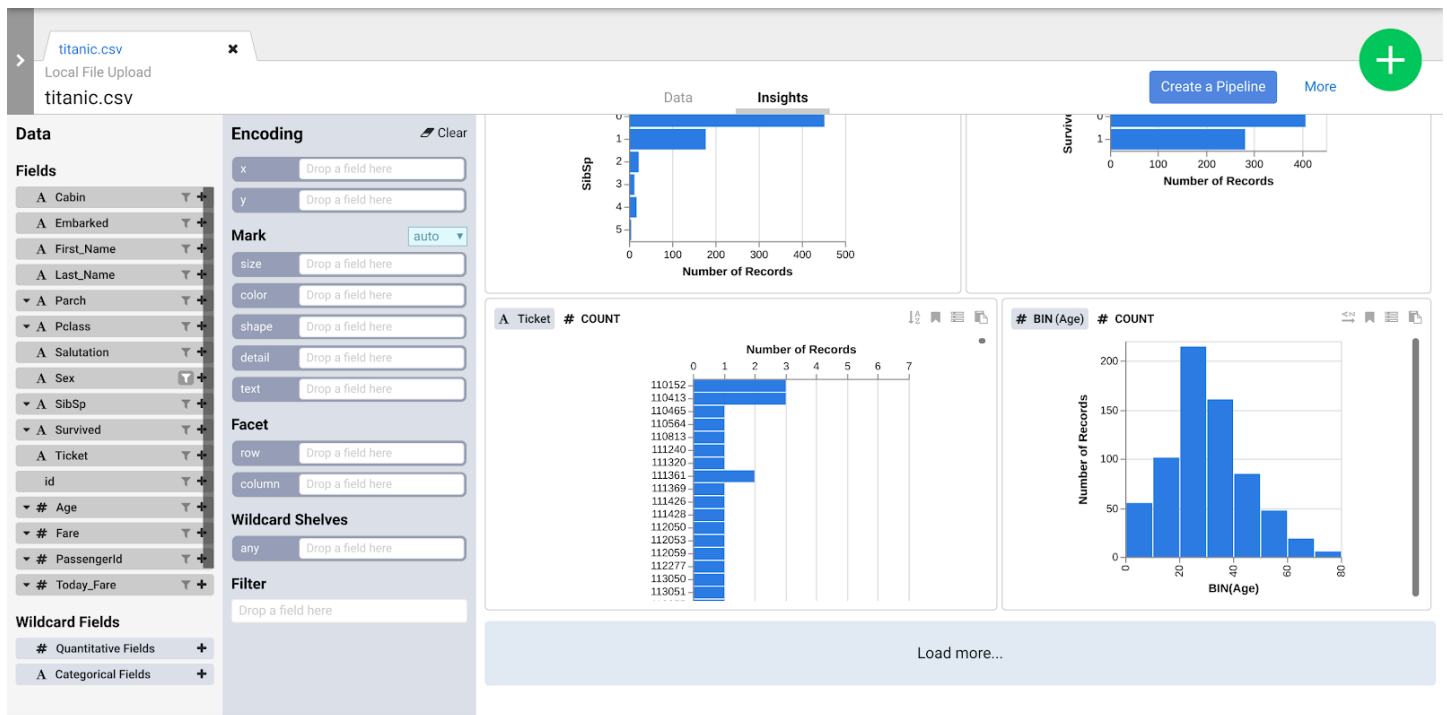 titanic.csv
Local File Upload
titanic.csv
Data
Insights
Create a Pipeline
More
Data
Fields
A Cabin
A Embarked
A First_Name
A Last_Name
A Parch
A Pclass
A Salutation
A Sex
A SibSp
A Survived
A Ticket
id
# Age
# Fare
# PassengerId
# Today_Fare
Wildcard Fields
# Quantitative Fields
A Categorical Fields
Encoding
Clear
x Drop a field here
y Drop a field here
Mark
auto
size Drop a field here
color Drop a field here
shape Drop a field here
detail Drop a field here
text Drop a field here
Facet
row Drop a field here
column Drop a field here
Wildcard Shelves
any Drop a field here
Filter
Drop a field here
SibSp
0
1
2
3
4
5
0 100 200 300 400 500
Number of Records
Survive
0
1
0 100 200 300 400
Number of Records
A Ticket # COUNT
Number of Records
0 1 2 3 4 5 6 7
110152
110413
110465
110564
110813
111240
111320
111361
111369
111426
111428
112050
112053
112059
112277
113050
113051
# BIN (Age) # COUNT
Number of Records
200
150
100
50
0
0 20 40 60 80
BIN(Age)
Load more...